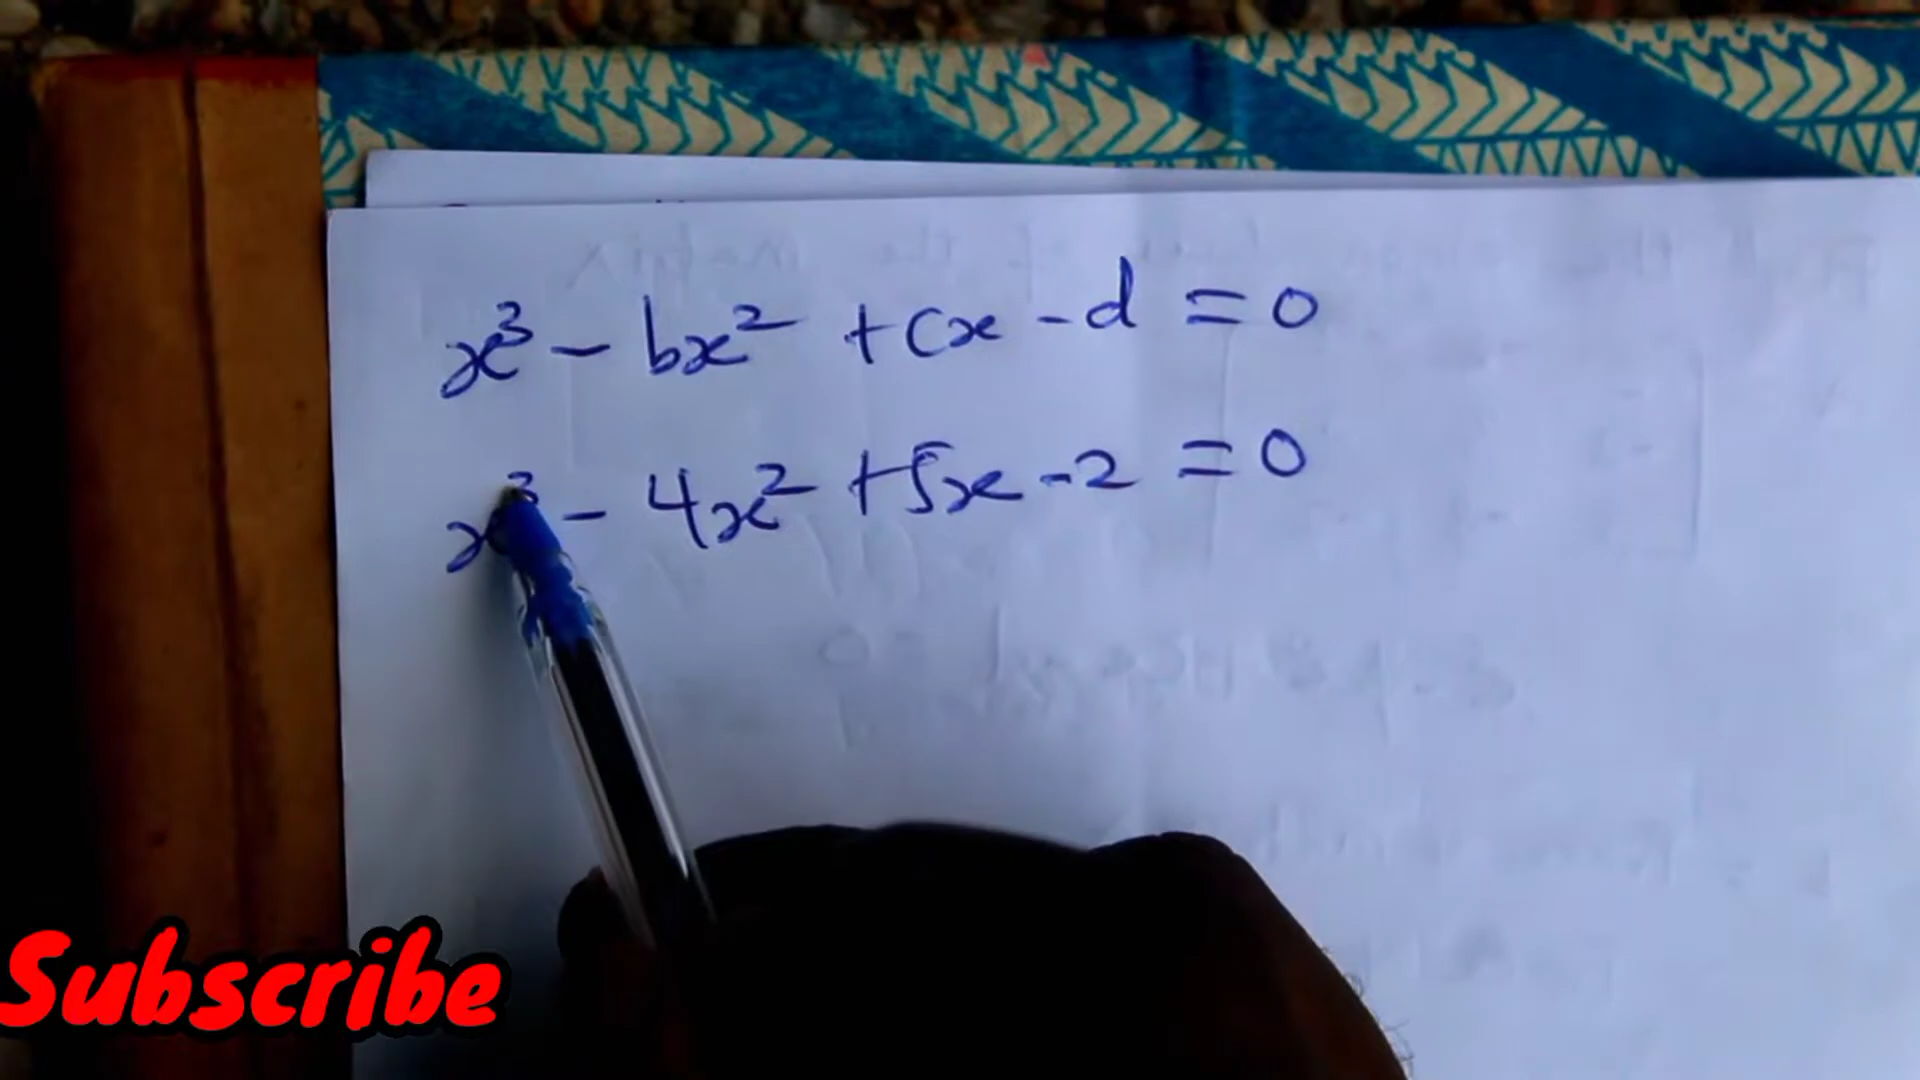 x³ - bx² + cx - d = 0
x³ - 4x² + 5x - 2 = 0
Subscribe